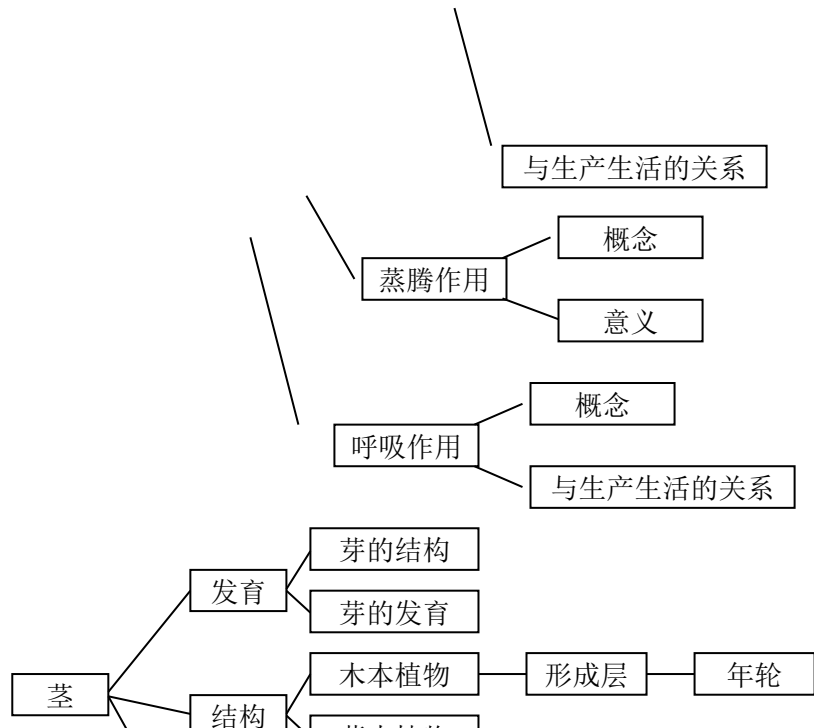 与生产生活的关系
概念
蒸腾作用
意义
概念
呼吸作用
与生产生活的关系
芽的结构
发育
芽的发育
木本植物
形成层
年轮
茎
结构